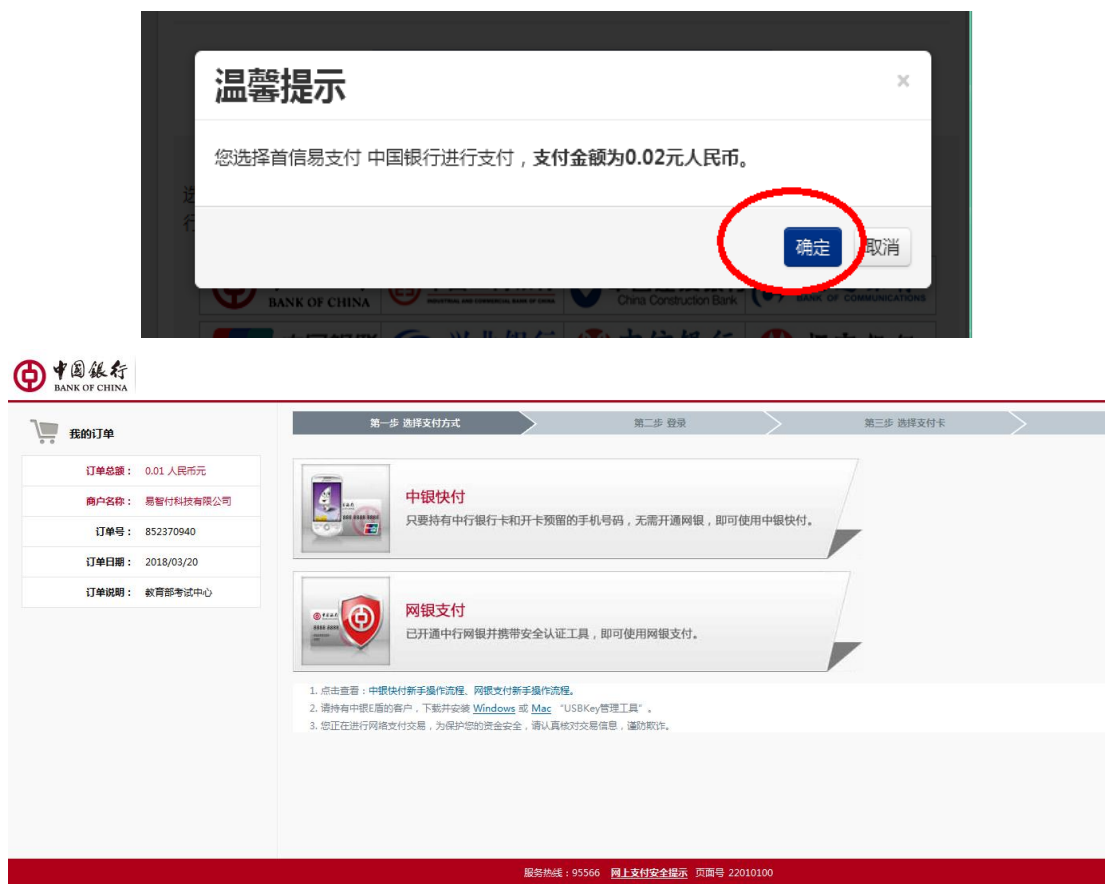 温馨提示
×
您选择首信易支付 中国银行进行支付，支付金额为0.02元人民币。
确定
取消
BANK OF CHINA
INDUSTRIAL AND COMMERCIAL BANK OF CHINA
China Construction Bank
BANK OF COMMUNICATIONS
中国银行
BANK OF CHINA
我的订单
第一步 选择支付方式
第二步 登录
第三步 选择支付卡
订单总额： 0.01 人民币元
商户名称： 易智付科技有限公司
订单号： 852370940
订单日期： 2018/03/20
订单说明： 教育部考试中心
中银快付
只要持有中行银行卡和开卡预留的手机号码，无需开通网银，即可使用中银快付。
网银支付
已开通中行网银并携带安全认证工具，即可使用网银支付。
1. 点击查看：中银快付新手操作流程、网银支付新手操作流程。
2. 请持有中银E盾的客户，下载并安装 Windows 或 Mac “USBKey管理工具”。
3. 您正在进行网络支付交易，为保护您的资金安全，请认真核对交易信息，谨防欺诈。
服务热线：95566 网上支付安全提示 页面号 22010100